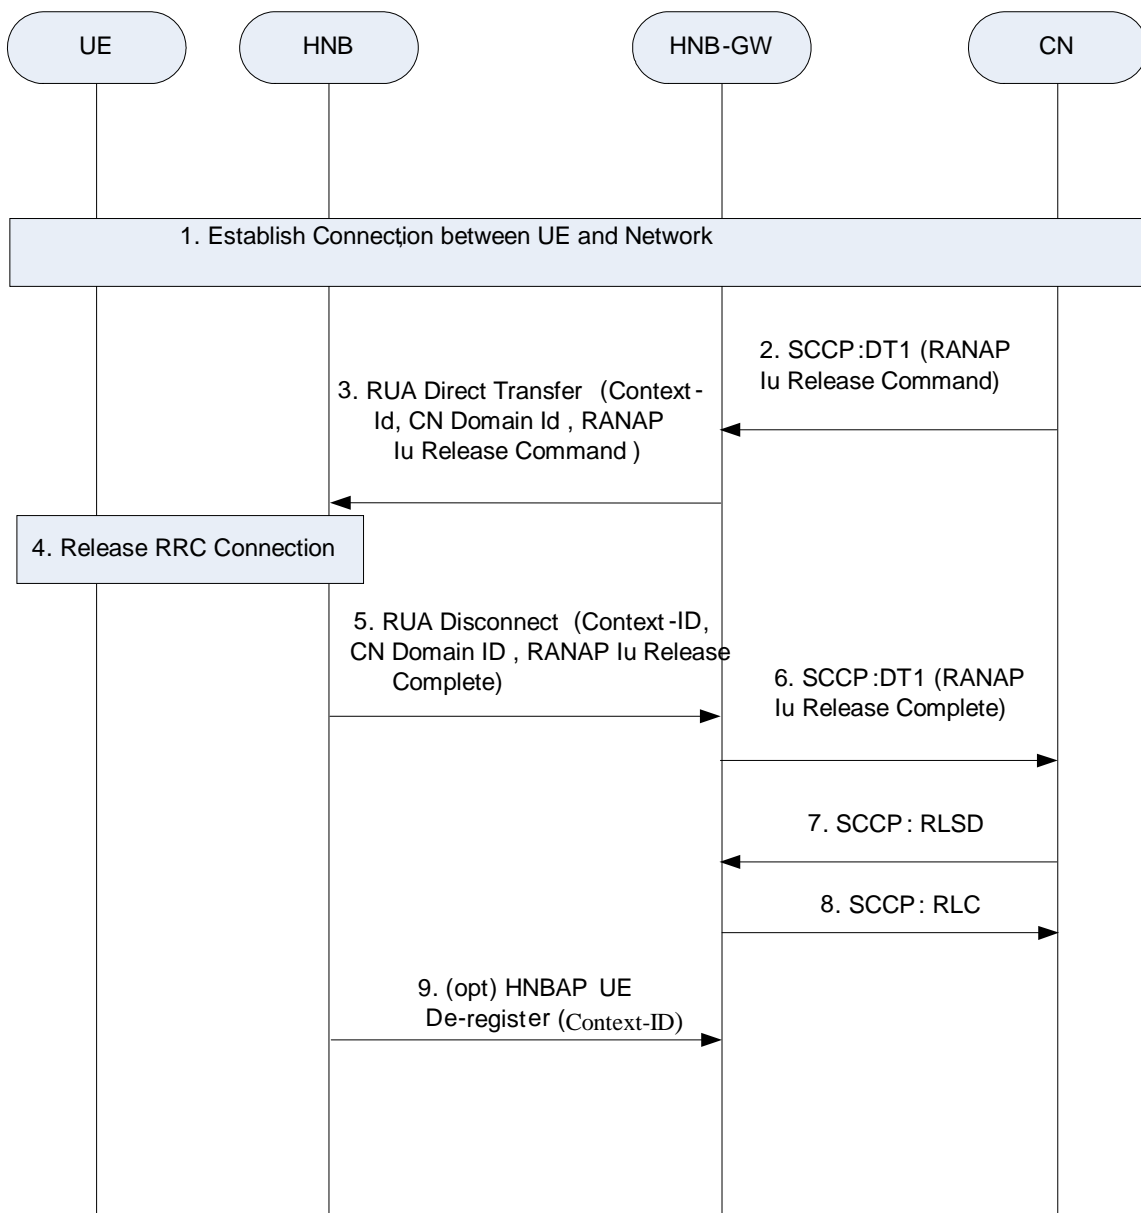 UE
HNB
HNB-GW
CN
1. Establish Connection between UE and Network
2. SCCP:DT1 (RANAP
Iu Release Command)
3. RUA Direct Transfer (Context-
Id, CN Domain Id , RANAP
Iu Release Command )
4. Release RRC Connection
5. RUA Disconnect (Context-ID,
CN Domain ID , RANAP Iu Release
Complete)
6. SCCP:DT1 (RANAP
Iu Release Complete)
7. SCCP: RLSD
8. SCCP: RLC
9. (opt) HNBAP UE
De-register (Context-ID)